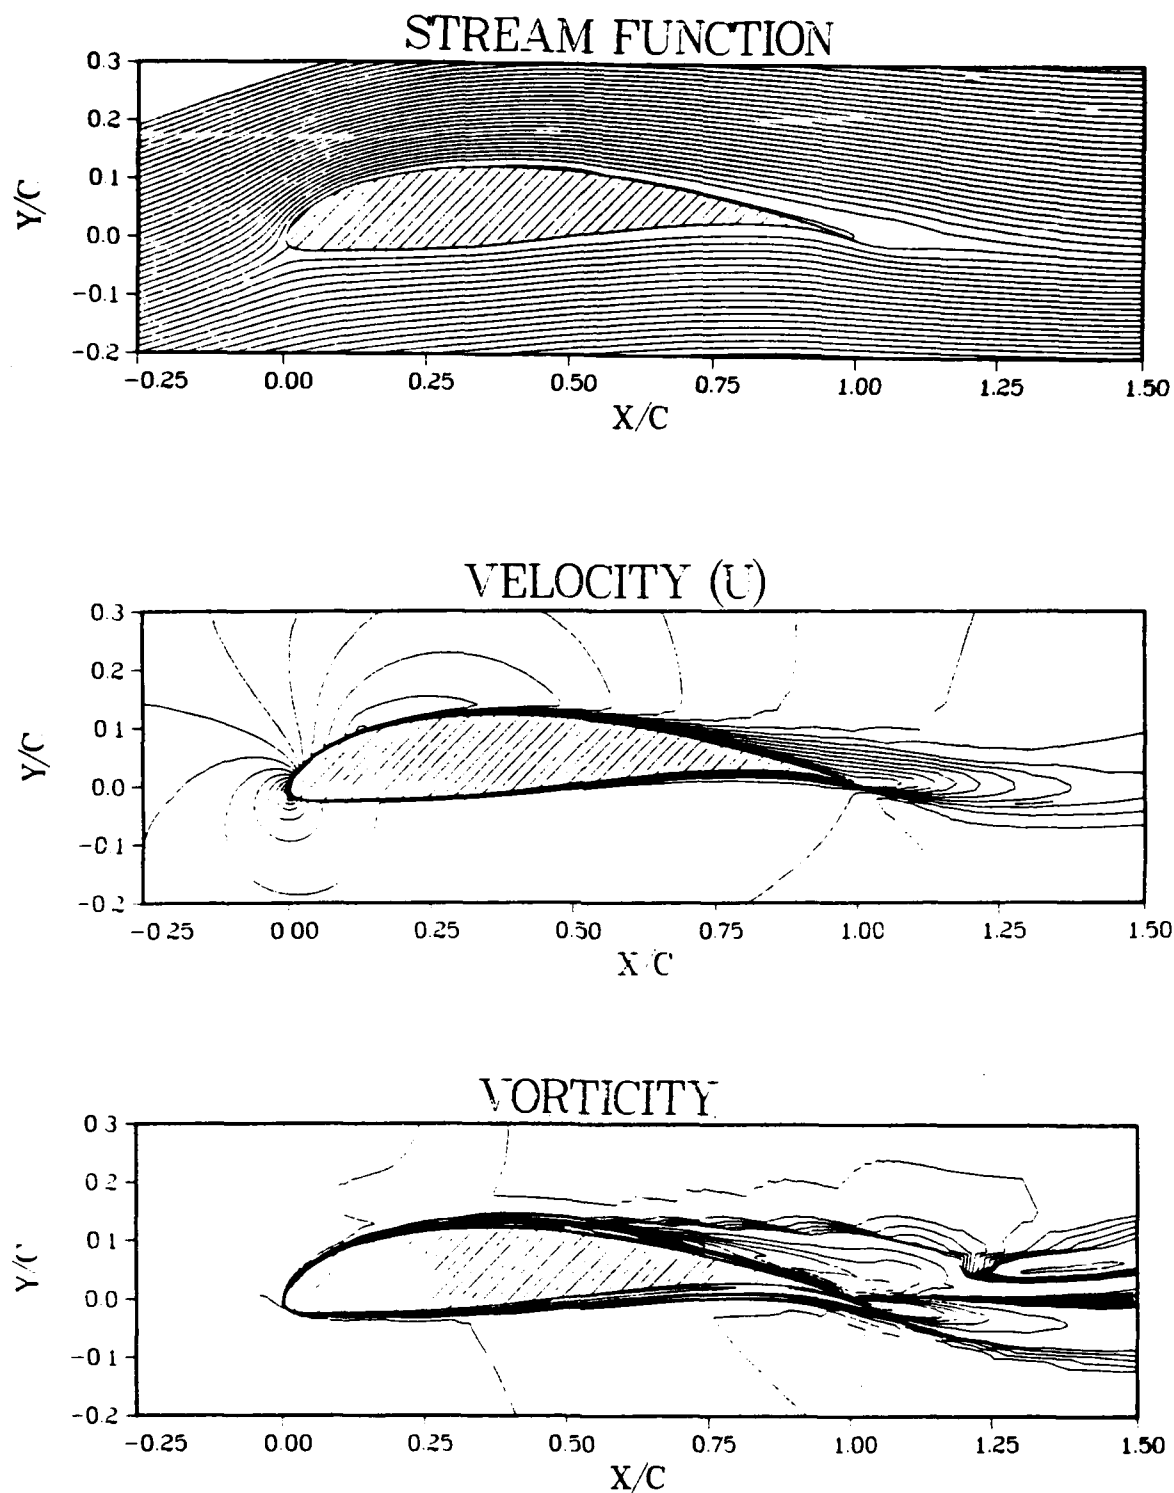 STREAM FUNCTION
0.3
0.2
0.1
0.0
-0.1
-0.2
Y/C
-0.25 0.00 0.25 0.50 0.75 1.00 1.25 1.50
X/C
VELOCITY (U)
0.3
0.2
0.1
0.0
-0 1
-0.2
Y/C
-0 25 0 00 0.25 0.50 0.75 1.00 1.25 1.50
X C
VORTICITY
0 3
0 2
0 1
0.0
-0 1
-0.2
Y/C
-0.25 0.00 0.25 0.50 0.75 1.00 1.25 1.50
X/C